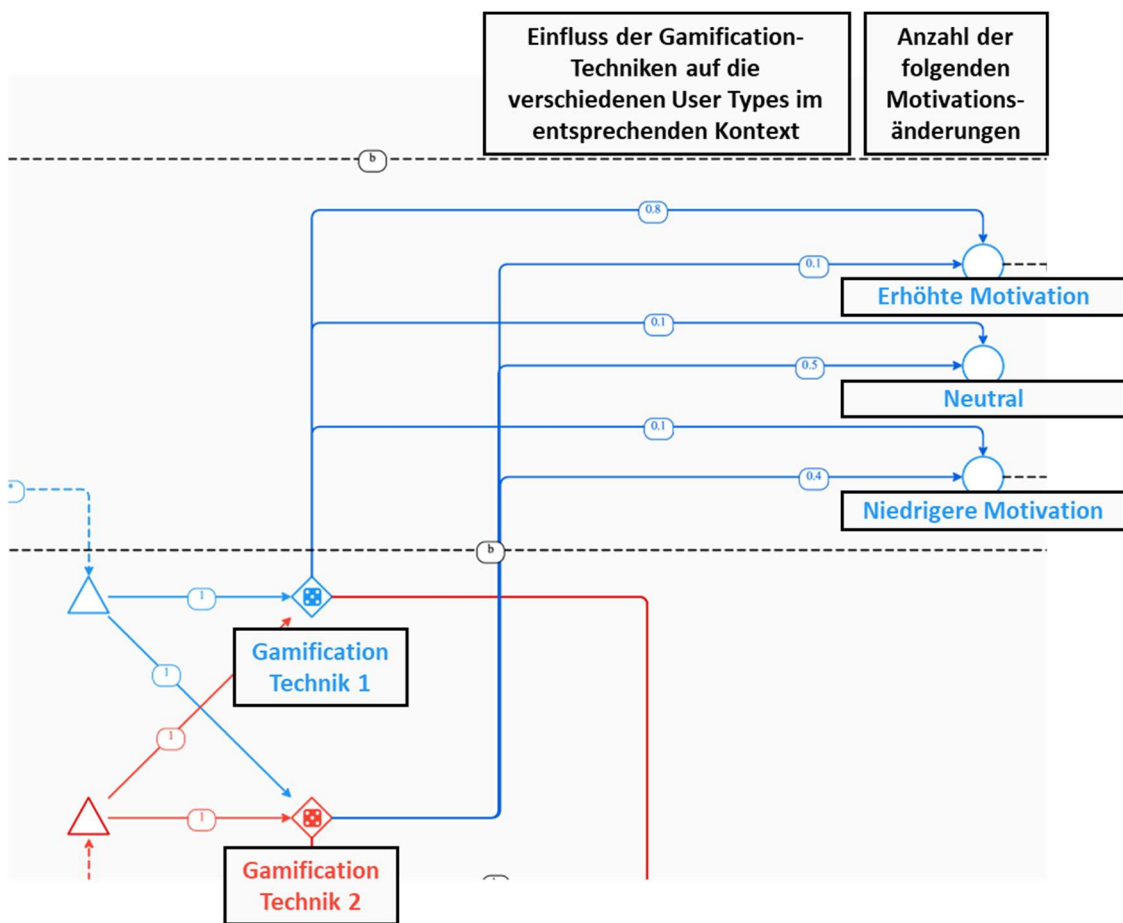 Einfluss der Gamification-
Techniken auf die
verschiedenen User Types im
entsprechenden Kontext
Anzahl der
folgenden
Motivations-
änderungen
b
0.8
0.1
Erhöhte Motivation
0.1
0.5
Neutral
0.1
0.4
Niedrigere Motivation
*
b
1
Gamification
Technik 1
1
1
1
Gamification
Technik 2